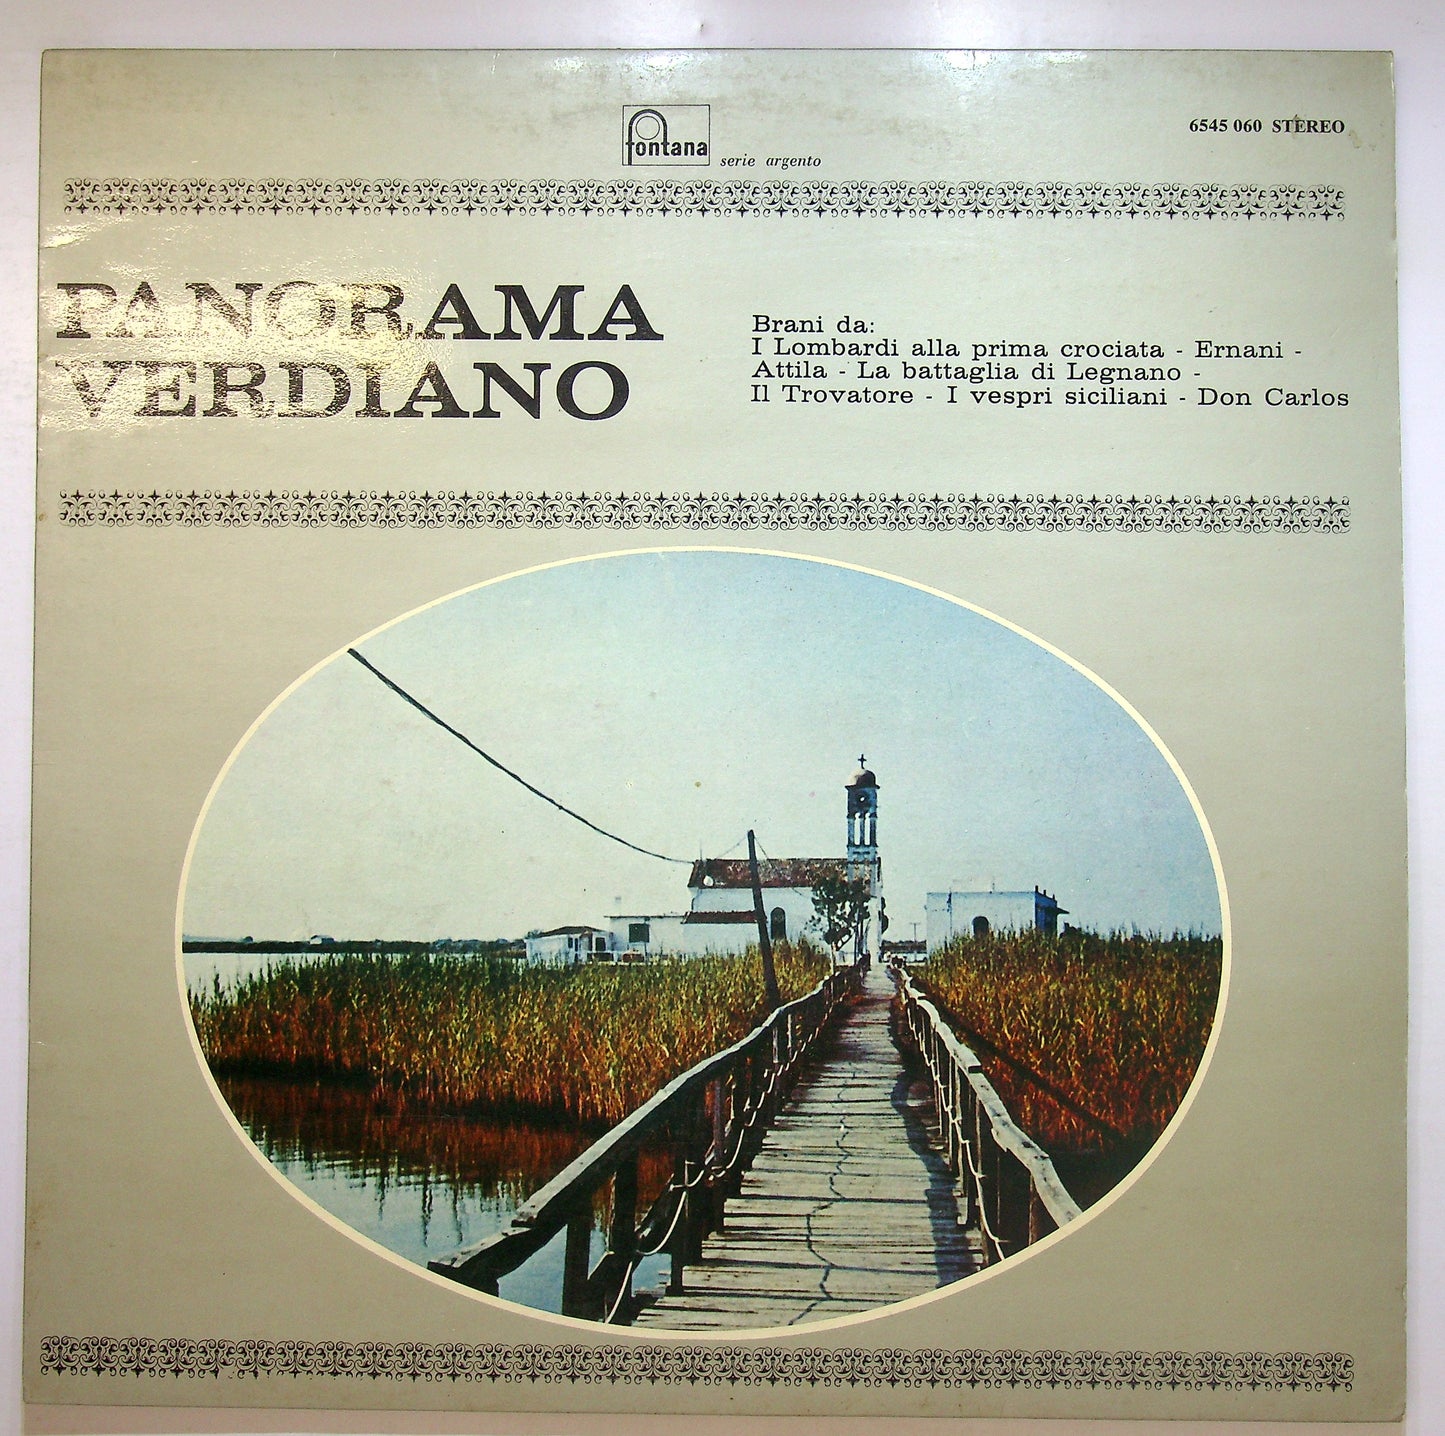 fontana
serie argento
6545 060 STEREO
PANORAMA
VERDIANO
Brani da:
I Lombardi alla prima crociata - Ernani -
Attila - La battaglia di Legnano -
Il Trovatore - I vespri siciliani - Don Carlos